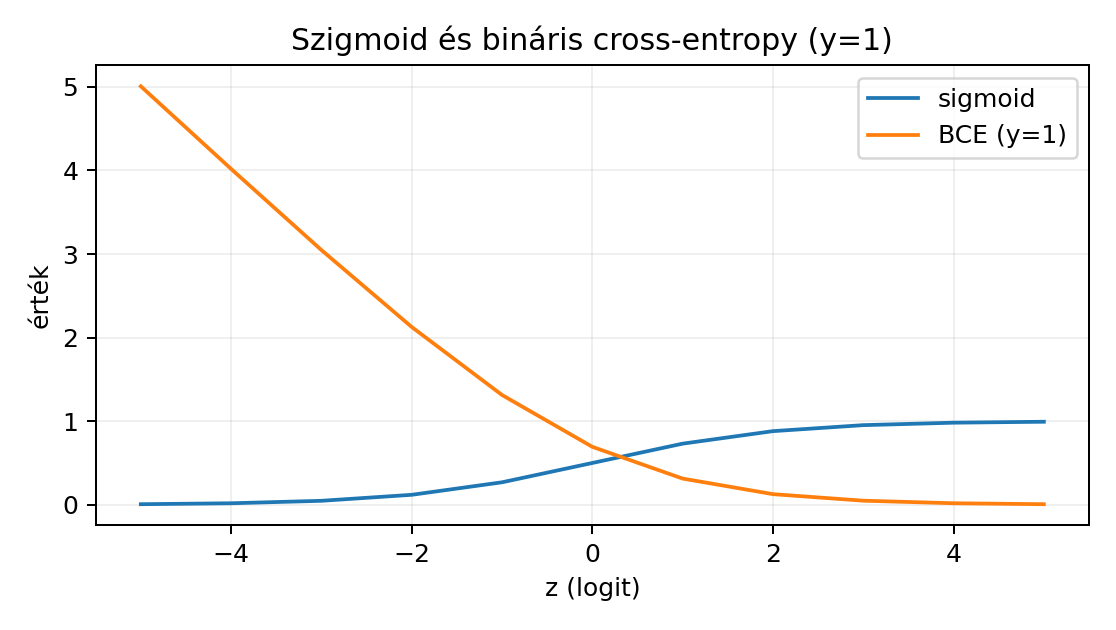 Szigmoid és bináris cross-entropy (y=1)
sigmoid
BCE (y=1)
érték
5
4
3
2
1
0
−4
−2
0
2
4
z (logit)